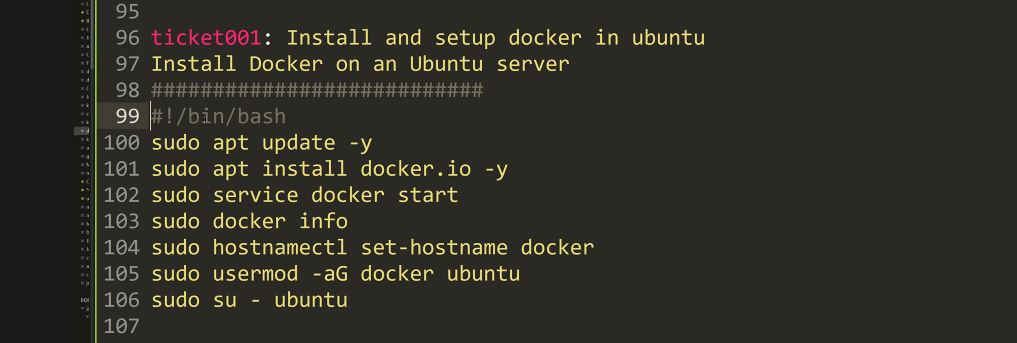 95
96 ticket001: Install and setup docker in ubuntu
97 Install Docker on an Ubuntu server
98 ###########################
99 #!/bin/bash
100 sudo apt update -y
101 sudo apt install docker.io -y
102 sudo service docker start
103 sudo docker info
104 sudo hostnamectl set-hostname docker
105 sudo usermod -aG docker ubuntu
106 sudo su - ubuntu
107